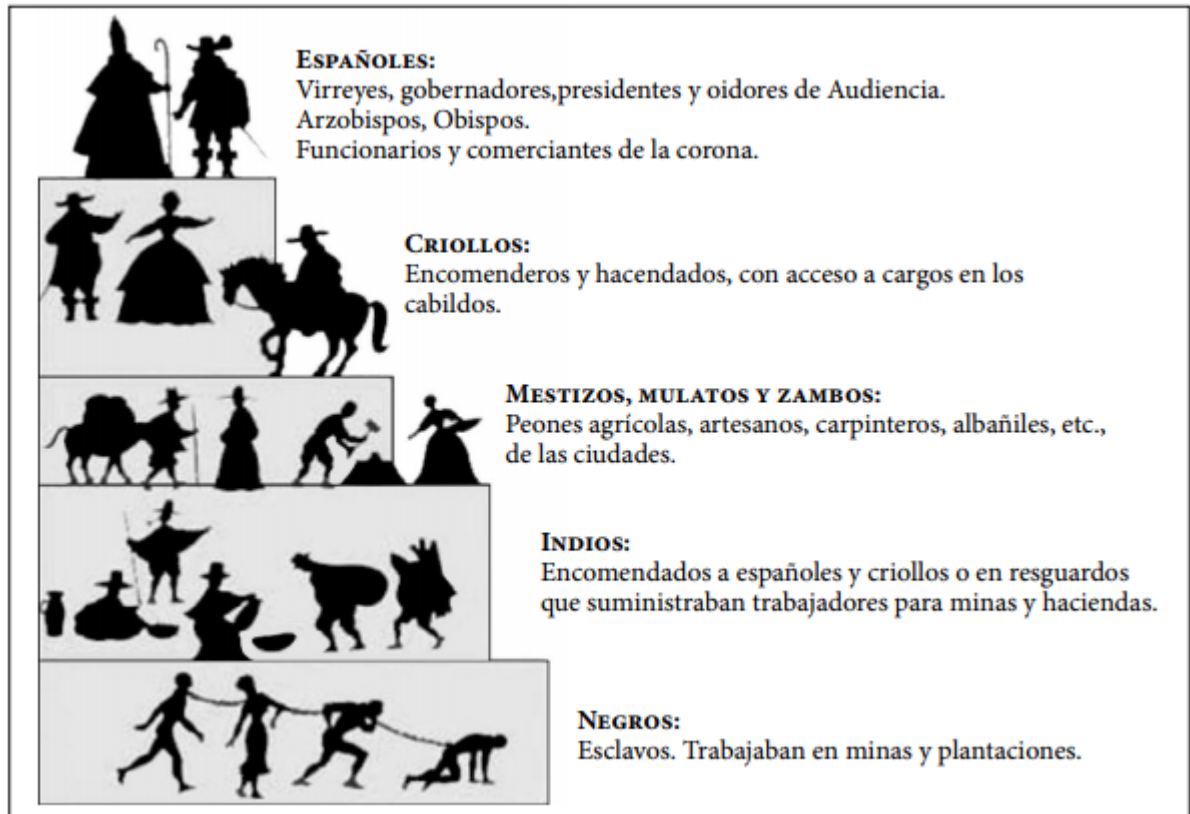 ESPAÑOLES:
Virreyes, gobernadores,presidentes y oidores de Audiencia.
Arzobispos, Obispos.
Funcionarios y comerciantes de la corona.
CRIOLLOS:
Encomenderos y hacendados, con acceso a cargos en los
cabildos.
MESTIZOS, MULATOS Y ZAMBOS:
Peones agrícolas, artesanos, carpinteros, albañiles, etc.,
de las ciudades.
INDIOS:
Encomendados a españoles y criollos o en resguardos
que suministraban trabajadores para minas y haciendas.
NEGROS:
Esclavos. Trabajaban en minas y plantaciones.